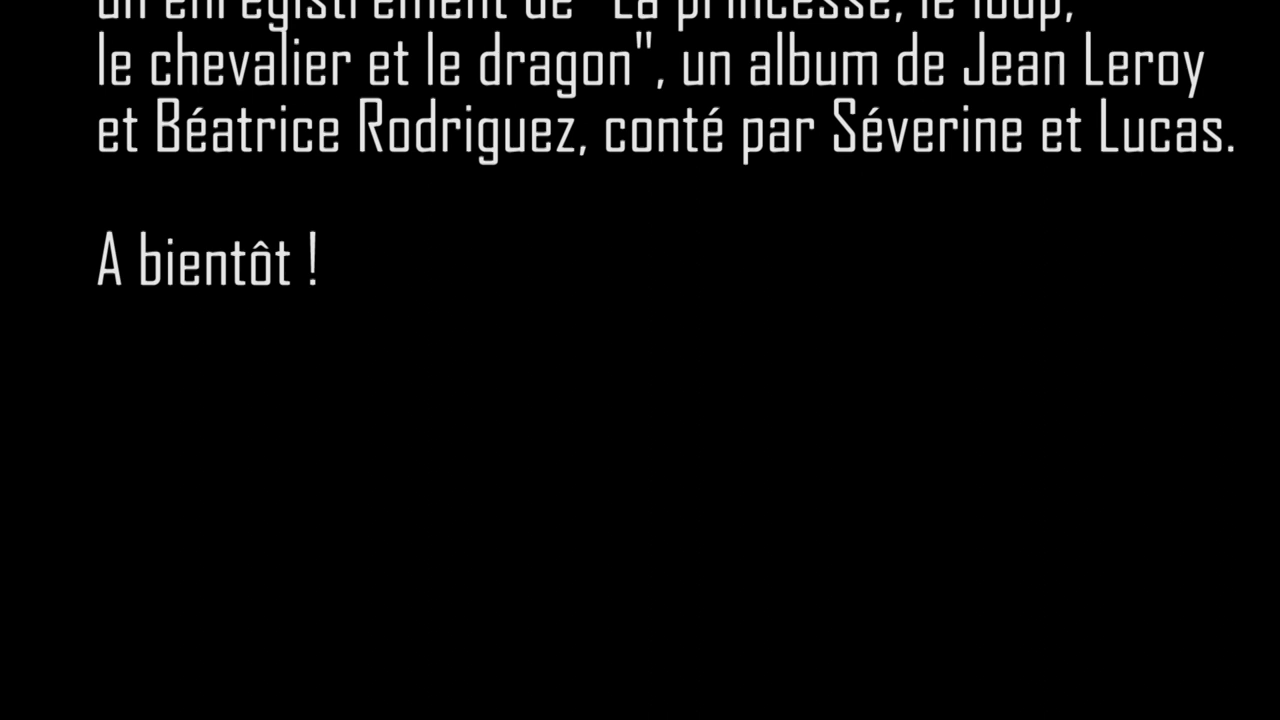 un enregistrement de "La princesse, le loup,
le chevalier et le dragon", un album de Jean Leroy
et Béatrice Rodriguez, conté par Séverine et Lucas.
A bientôt !